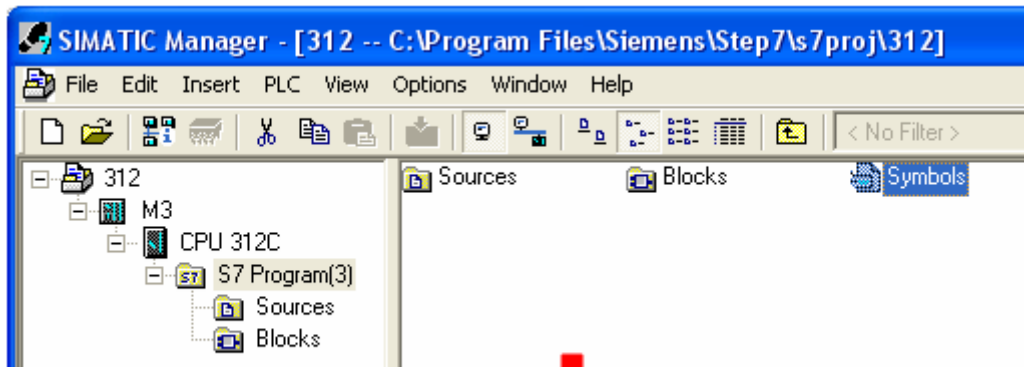 SIMATIC Manager - [312 -- C:\Program Files\Siemens\Step7\s7proj\312]
File Edit Insert PLC View Options Window Help
< No Filter >
312
M3
CPU 312C
S7 Program(3)
Sources
Blocks
Sources Blocks Symbols